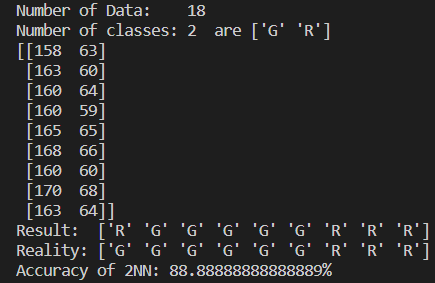 Number of Data:    18
Number of classes: 2  are ['G' 'R']
[[158  63]
 [163  60]
 [160  64]
 [160  59]
 [165  65]
 [168  66]
 [160  60]
 [170  68]
 [163  64]]
Result:  ['R' 'G' 'G' 'G' 'G' 'G' 'R' 'R' 'R']
Reality: ['G' 'G' 'G' 'G' 'G' 'G' 'R' 'R' 'R']
Accuracy of 2NN: 88.88888888888889%